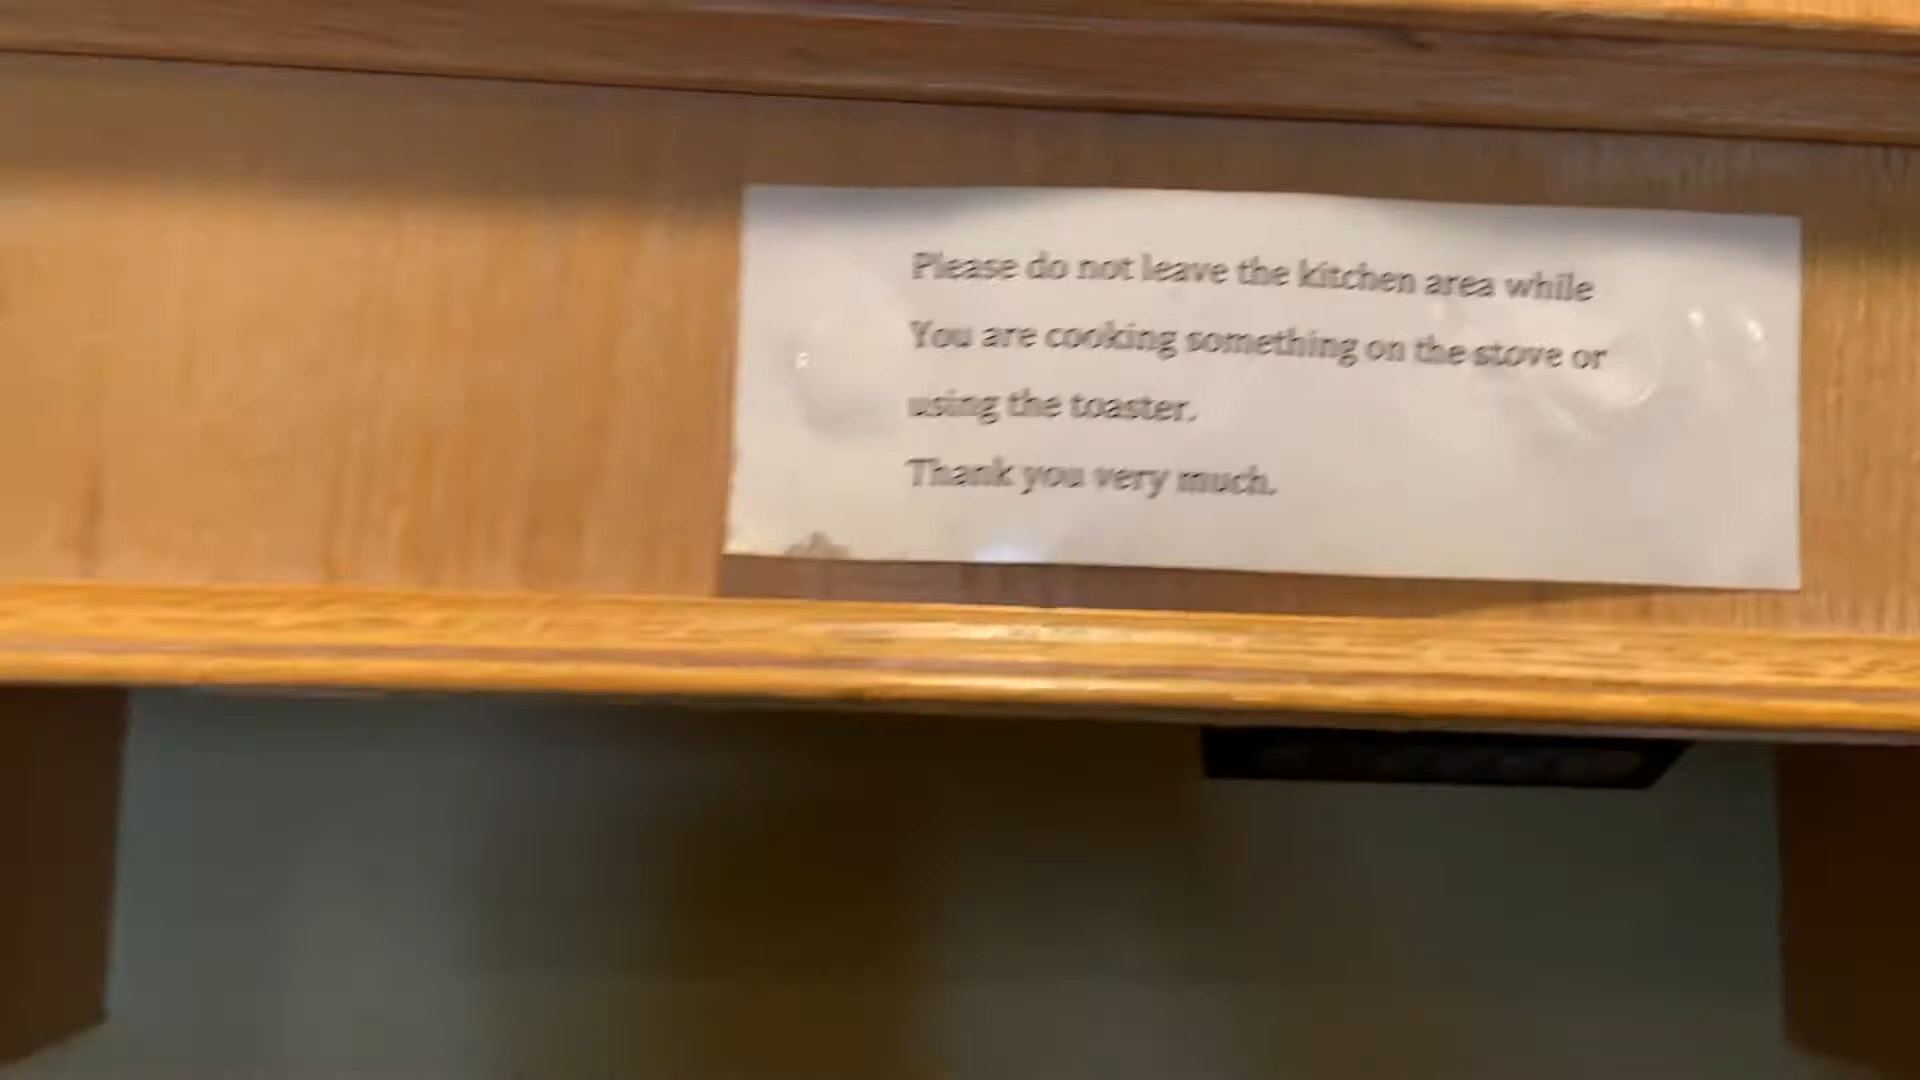 Please do not leave the kitchen area while
You are cooking something on the stove or
using the toaster.
Thank you very much.